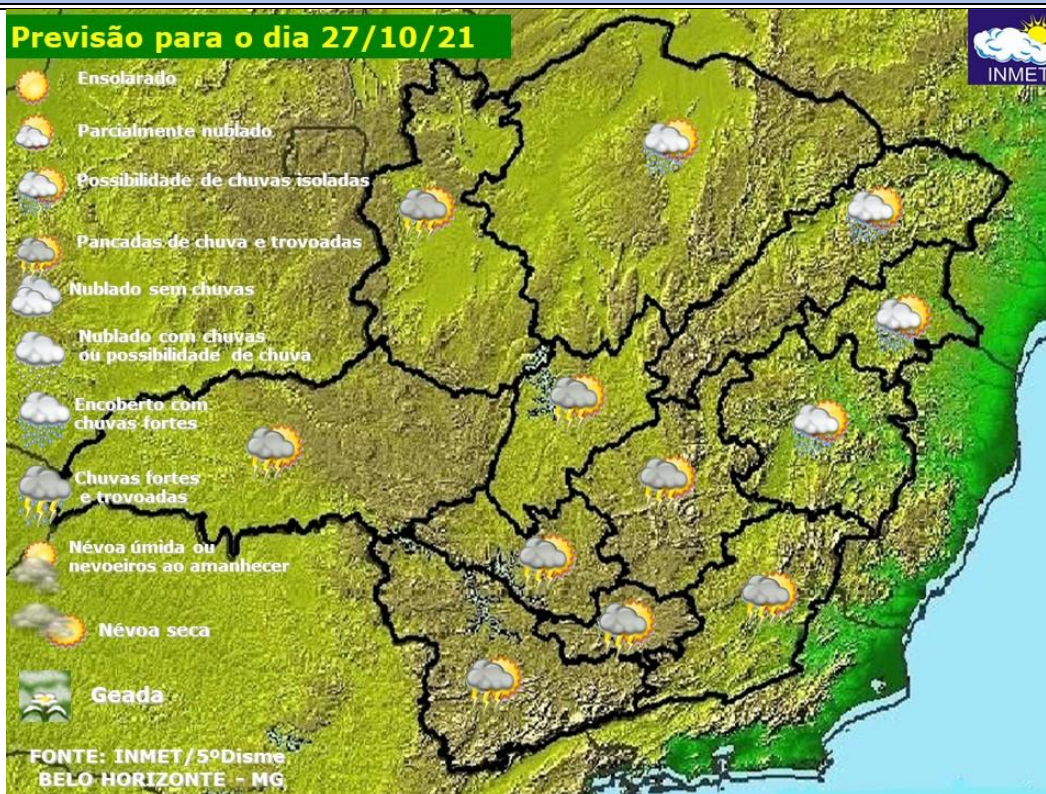 Previsão para o dia 27/10/21
INMET
Ensolarado
Parcialmente nublado
Possibilidade de chuvas isoladas
Pancadas de chuva e trovoadas
Nublado sem chuvas
Nublado com chuvas
ou possibilidade de chuva
Encoberto com
chuvas fortes
Chuvas fortes
e trovoadas
Névoa úmida ou
nevoeiros ao amanhecer
Névoa seca
Geada
FONTE: INMET/5ºDisme
BELO HORIZONTE - MG